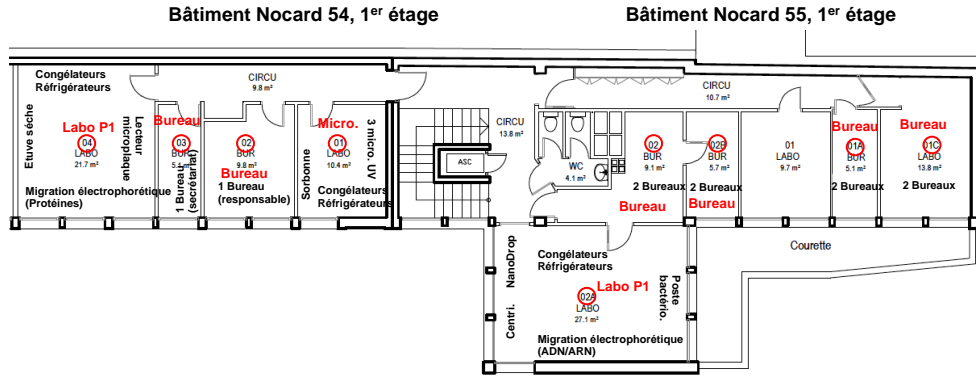 Bâtiment Nocard 54, 1er étage
Bâtiment Nocard 55, 1er étage
Congélateurs
Réfrigérateurs
Etuve séche
Labo P1
04
LABO
21.7 m²
Lecteur
microplaque
Migration électrophorétique
(Protéines)
CIRCU
9.8 m²
Bureau
03
BUR
5.1 m²
1 Bureau
(secrétariat)
02
BUR
9.8 m²
Bureau
1 Bureau
(responsable)
Micro.
01
LABO
10.4 m²
Sorbonne
3 micro. UV
Congélateurs
Réfrigérateurs
ASC
CIRCU
13.8 m²
WC
4.1 m²
CIRCU
10.7 m²
02
BUR
9.1 m²
Bureau
02B
BUR
5.7 m²
2 Bureaux
Bureau
01
LABO
9.7 m²
Bureau
01A
BUR
5.1 m²
2 Bureaux
Bureau
01C
LABO
13.8 m²
2 Bureaux
Courette
NanoDrop
Centri.
Congélateurs
Réfrigérateurs
Labo P1
02A
LABO
27.1 m²
Poste
bactério.
Migration électrophorétique
(ADN/ARN)